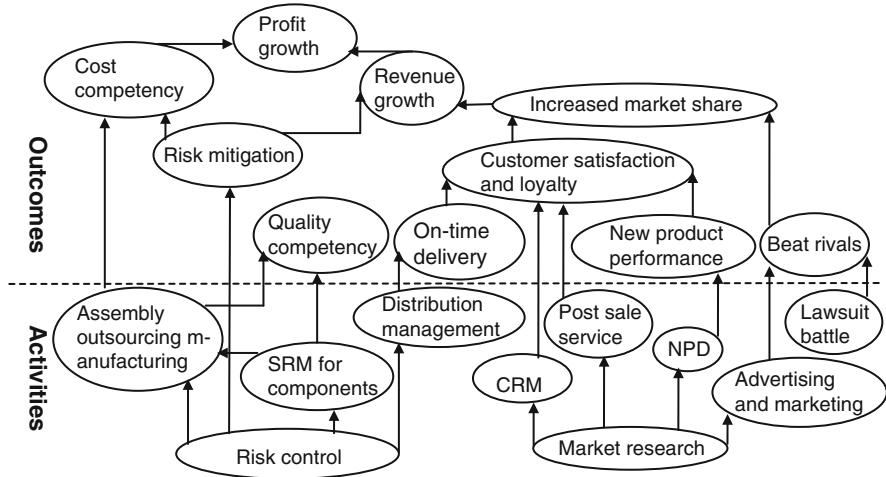 Profit
growth
Cost
competency
Revenue
growth
Increased market share
Risk mitigation
Customer satisfaction
and loyalty
Outcomes
Quality
competency
On-time
delivery
New product
performance
Beat rivals
Activities
Assembly
outsourcing m-
anufacturing
Distribution
management
Post sale
service
Lawsuit
battle
SRM for
components
CRM
NPD
Advertising
and marketing
Risk control
Market research